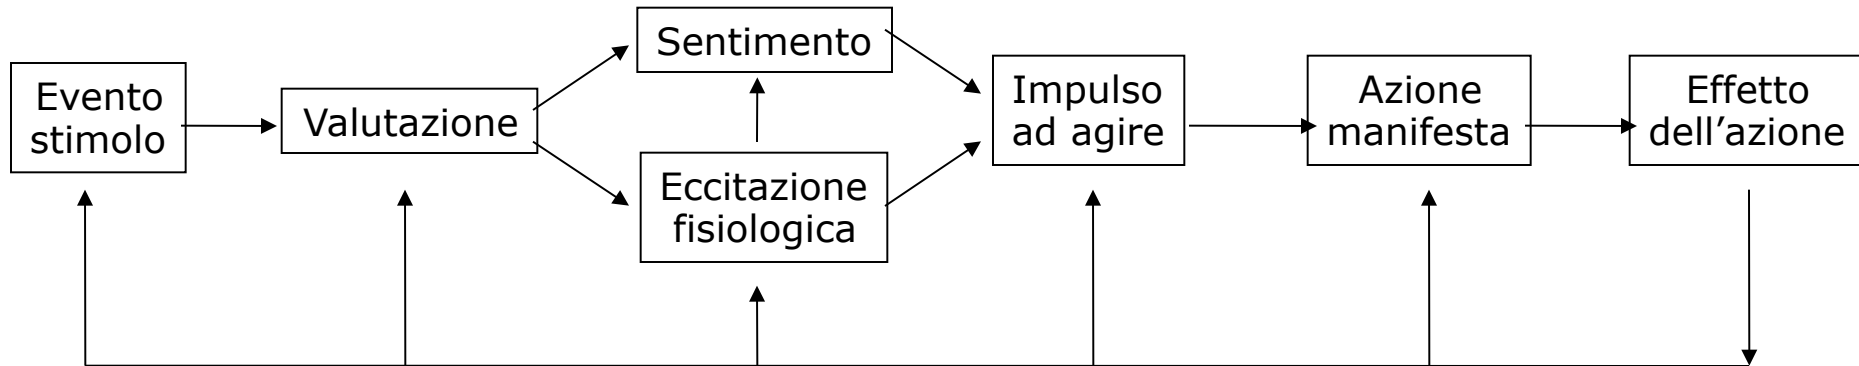 Evento
stimolo
Valutazione
Sentimento
Eccitazione
fisiologica
Impulso
ad agire
Azione
manifesta
Effetto
dell’azione